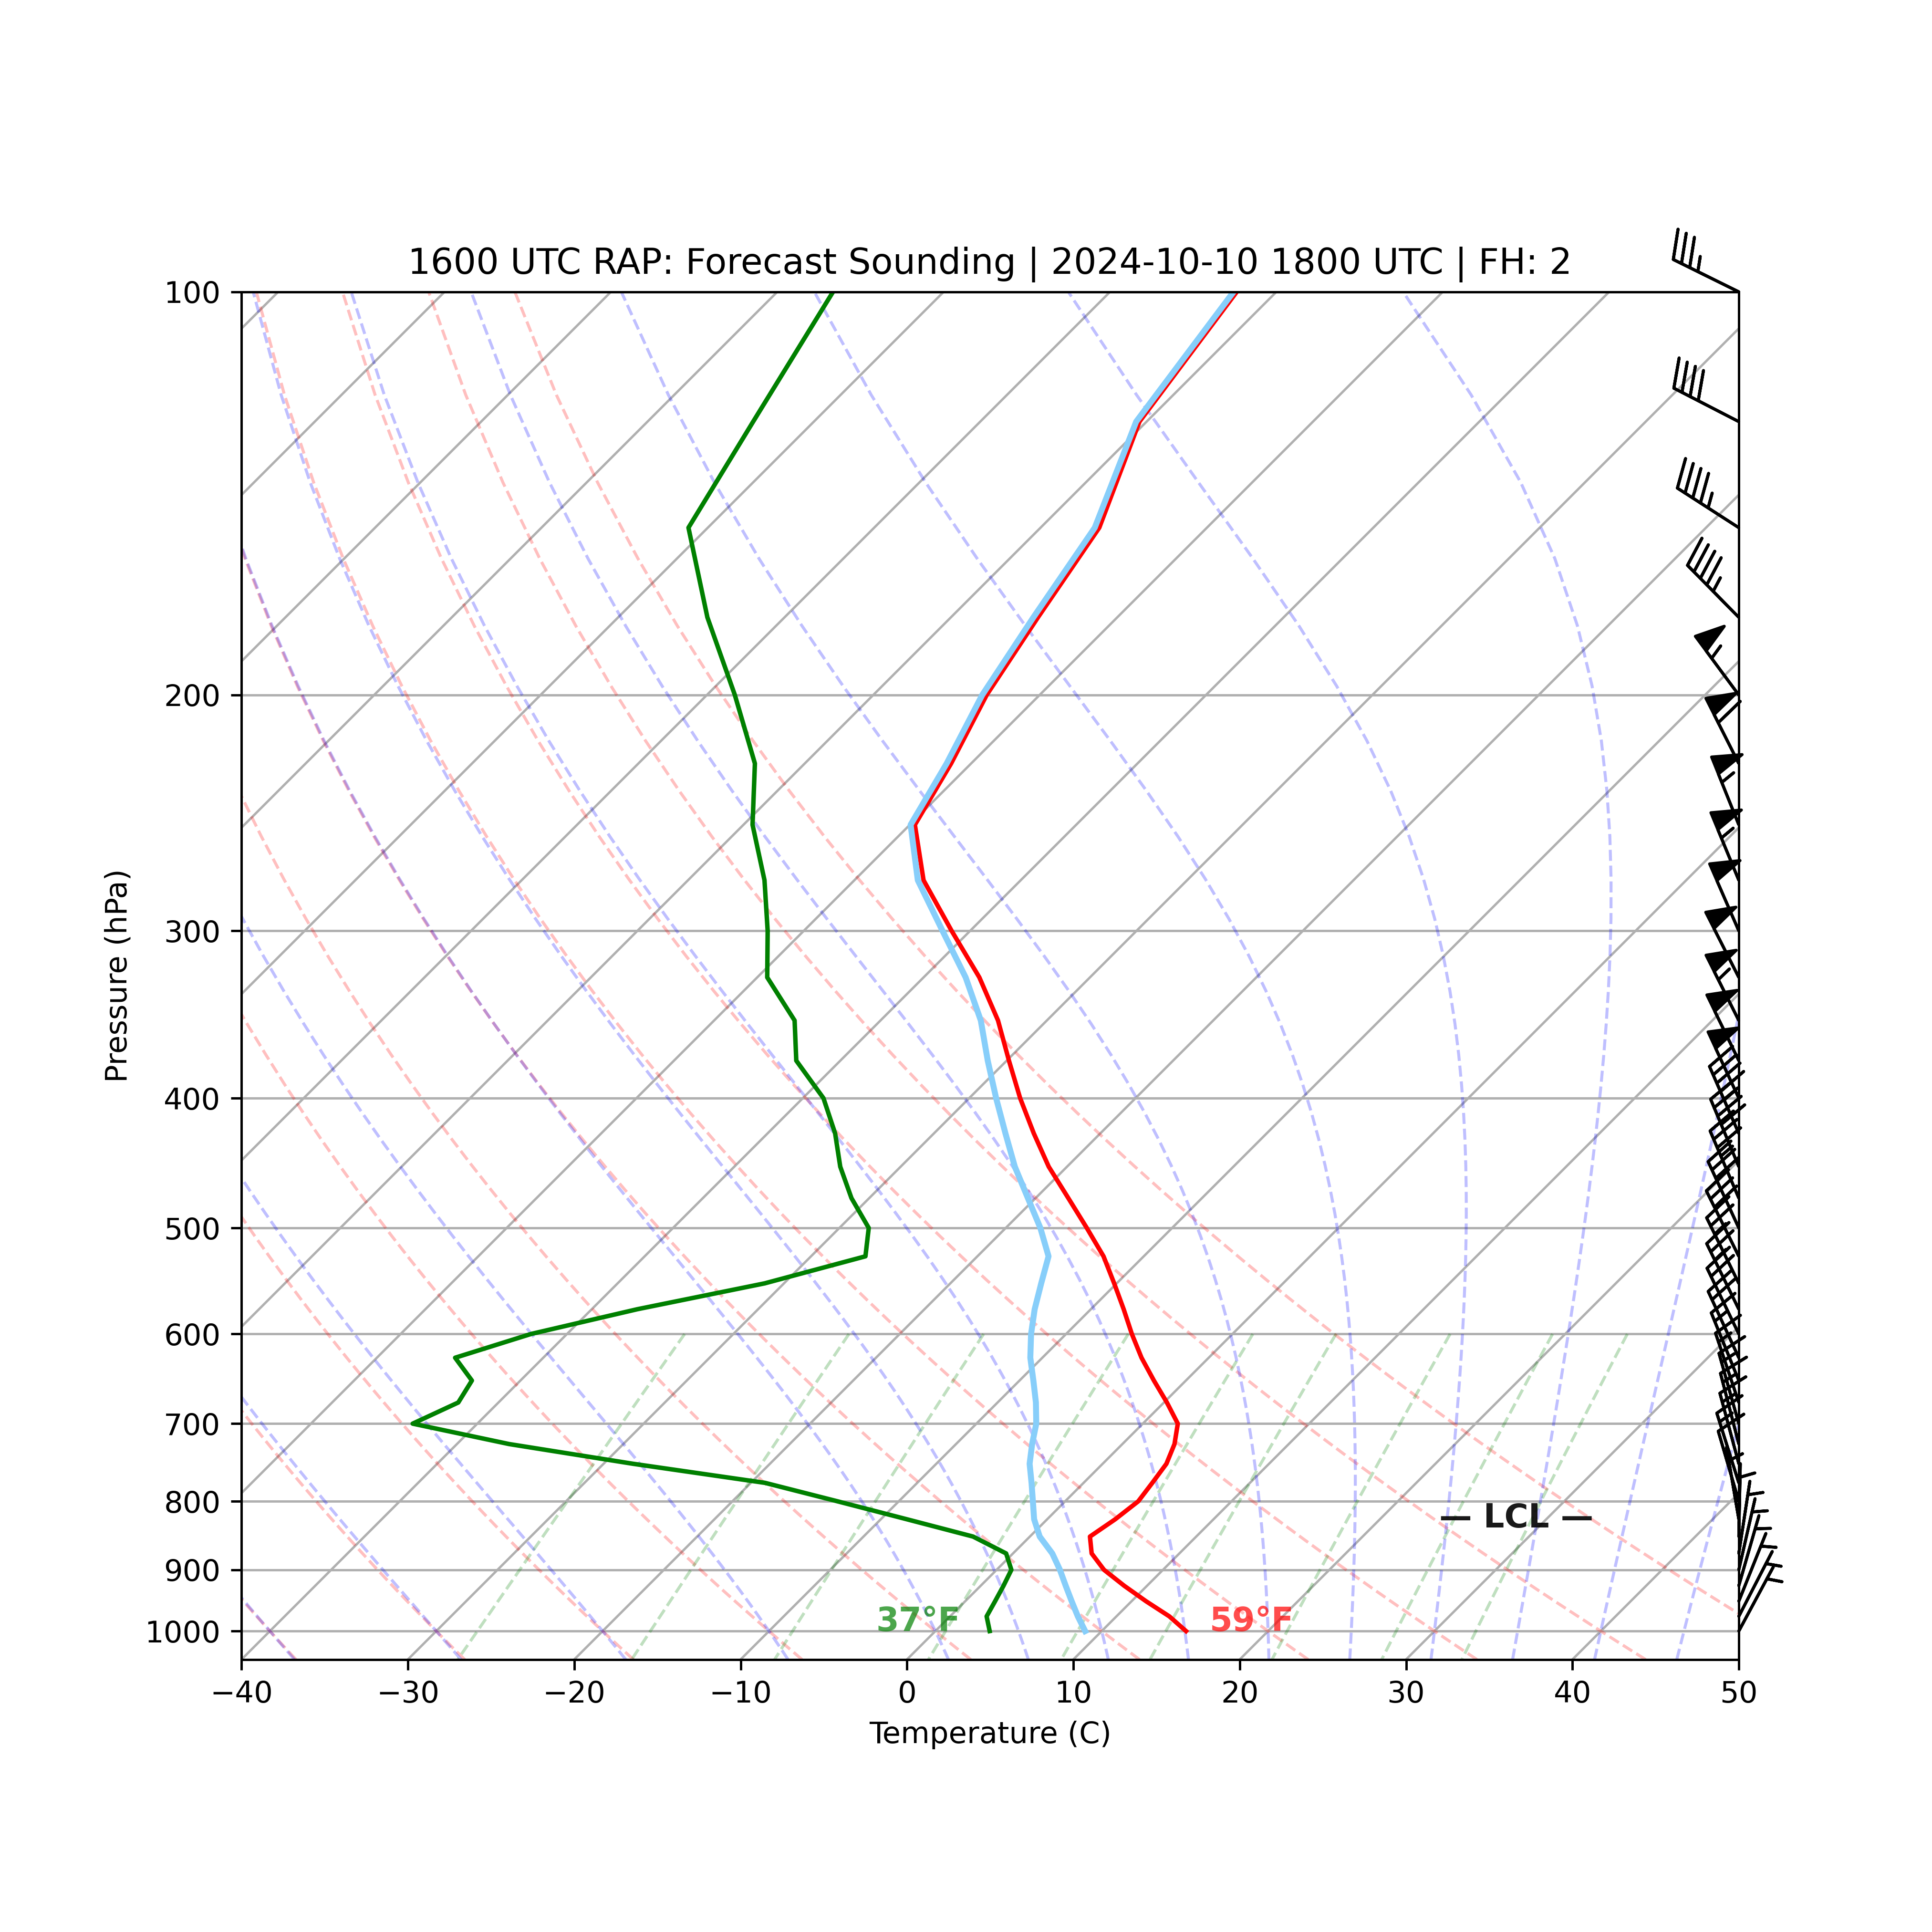 1600 UTC RAP: Forecast Sounding | 2024-10-10 1800 UTC | FH: 2
100
200
300
400
500
600
700
800
900
1000
Pressure (hPa)
— LCL —
37°F
59°F
−40 −30 −20 −10 0 10 20 30 40 50
Temperature (C)